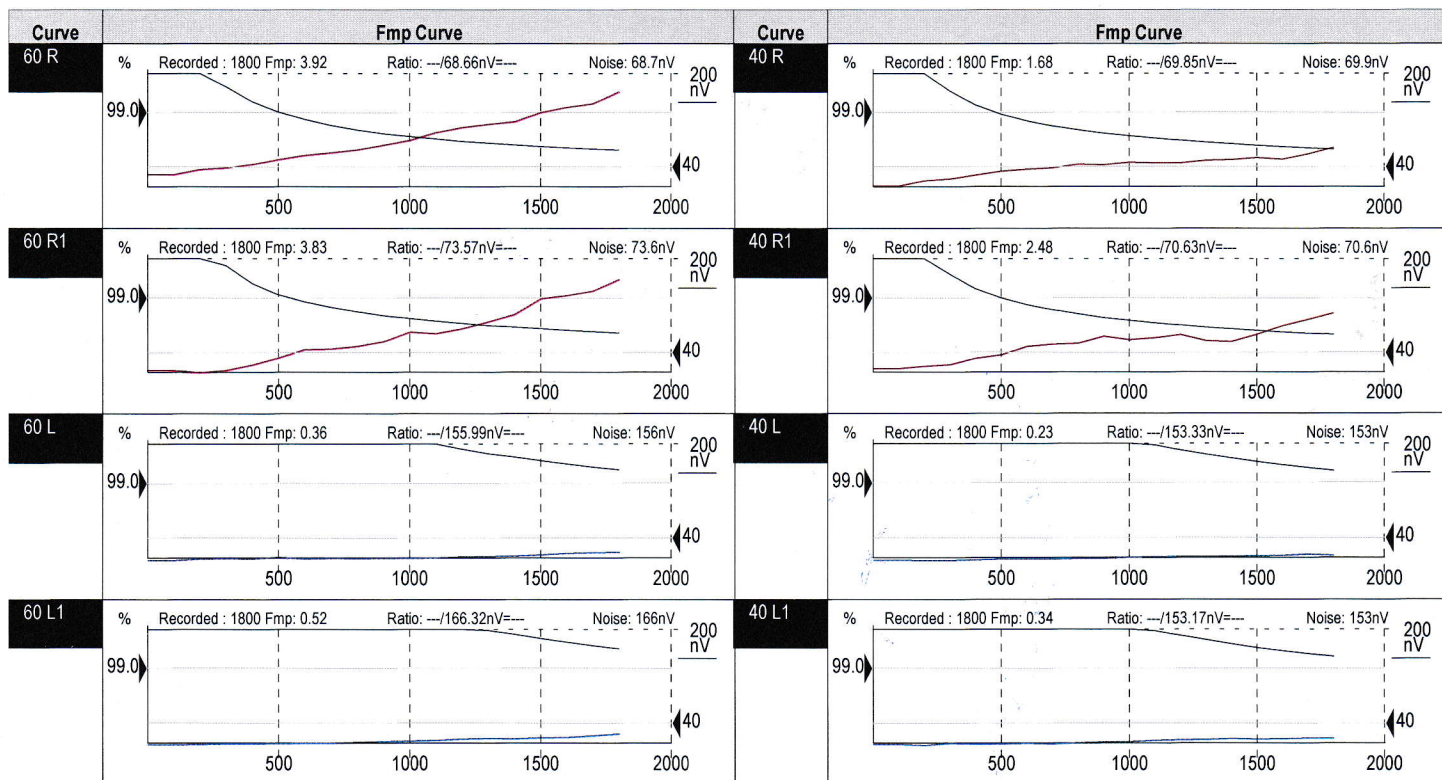 Curve Fmp Curve Curve Fmp Curve
60 R
% Recorded : 1800 Fmp: 3.92 Ratio: ---/68.66nV=--- Noise: 68.7nV
200
nV
99.0
40
500 1000 1500 2000
40 R
% Recorded : 1800 Fmp: 1.68 Ratio: ---/69.85nV=--- Noise: 69.9nV
200
nV
99.0
40
500 1000 1500 2000
60 R1
% Recorded : 1800 Fmp: 3.83 Ratio: ---/73.57nV=--- Noise: 73.6nV
200
nV
99.0
40
500 1000 1500 2000
40 R1
% Recorded : 1800 Fmp: 2.48 Ratio: ---/70.63nV=--- Noise: 70.6nV
200
nV
99.0
40
500 1000 1500 2000
60 L
% Recorded : 1800 Fmp: 0.36 Ratio: ---/155.99nV=--- Noise: 156nV
200
nV
99.0
40
500 1000 1500 2000
40 L
% Recorded : 1800 Fmp: 0.23 Ratio: ---/153.33nV=--- Noise: 153nV
200
nV
99.0
40
500 1000 1500 2000
60 L1
% Recorded : 1800 Fmp: 0.52 Ratio: ---/166.32nV=--- Noise: 166nV
200
nV
99.0
40
500 1000 1500 2000
40 L1
% Recorded : 1800 Fmp: 0.34 Ratio: ---/153.17nV=--- Noise: 153nV
200
nV
99.0
40
500 1000 1500 2000